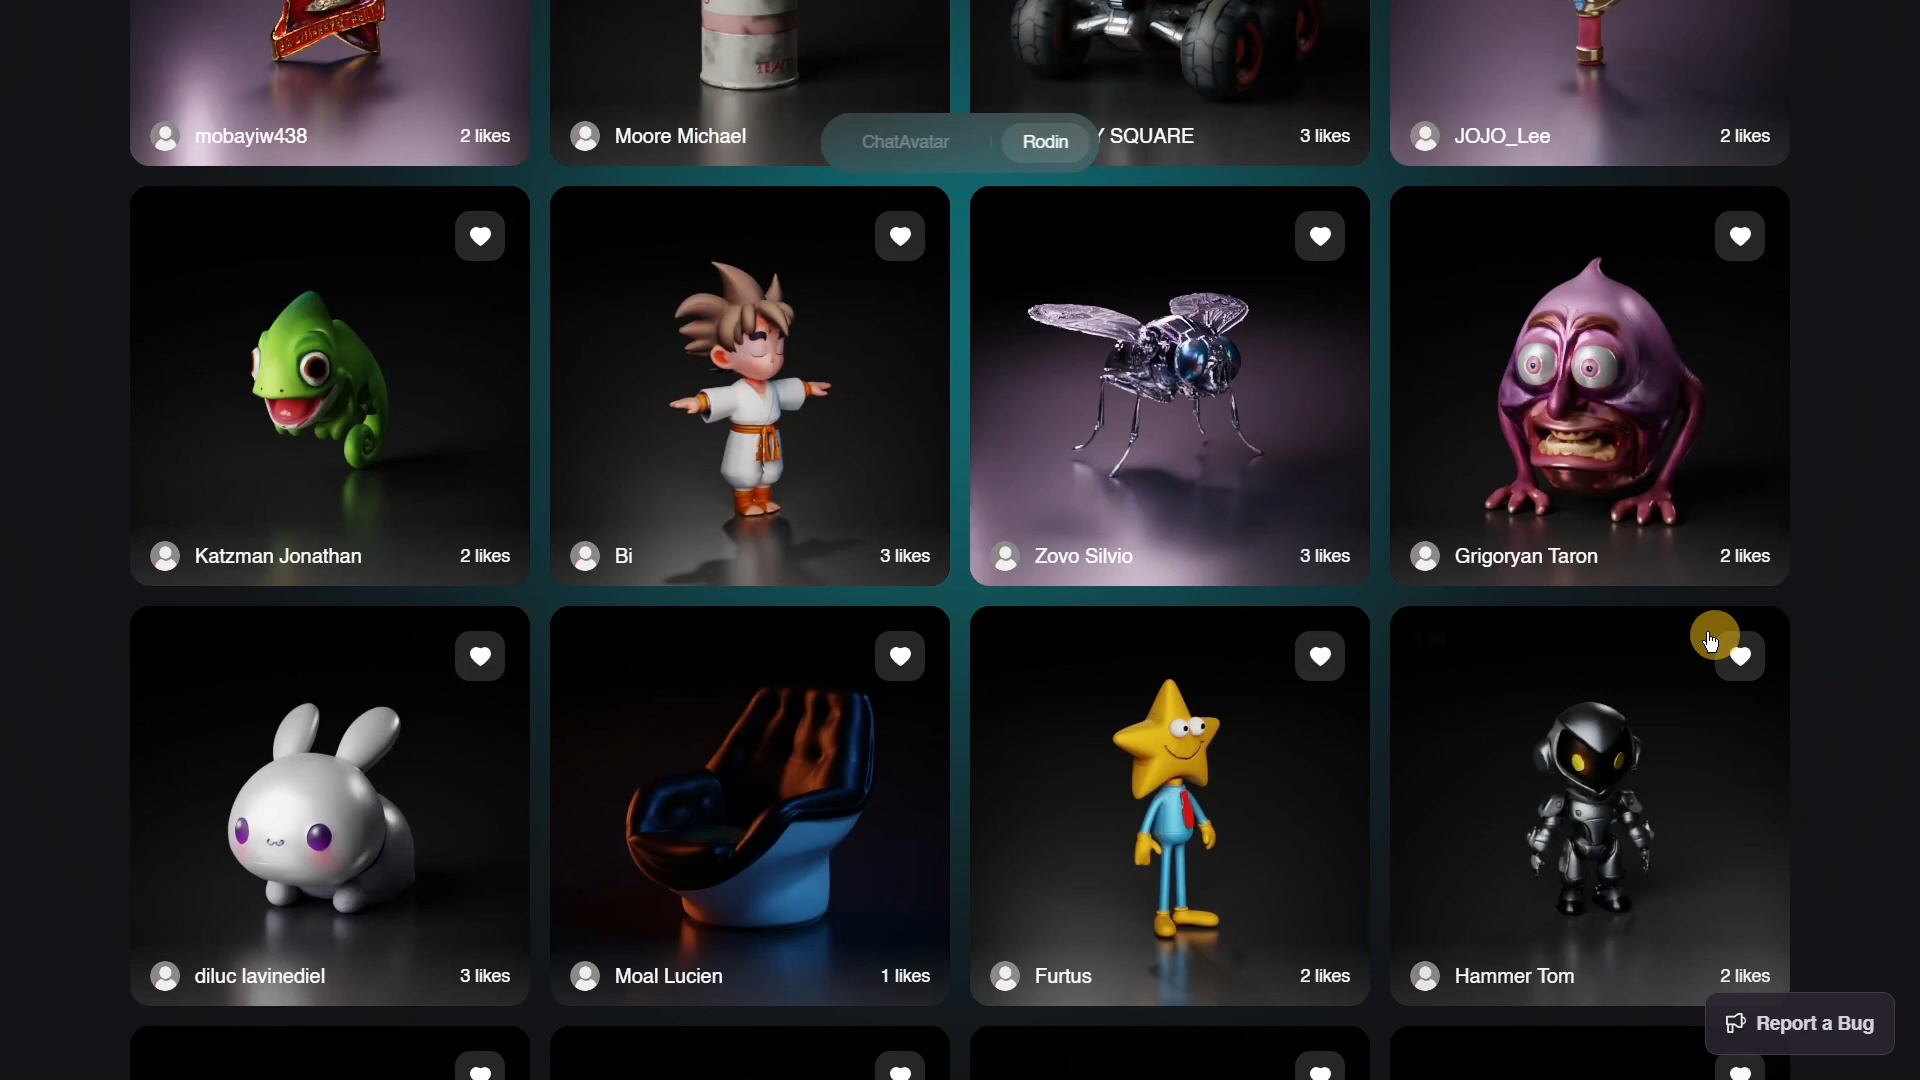 mobayiw438 2 likes
Moore Michael
Y SQUARE 3 likes
JOJO_Lee 2 likes
ChatAvatar Rodin
Katzman Jonathan 2 likes
Bi 3 likes
Zovo Silvio 3 likes
Grigoryan Taron 2 likes
diluc lavinediel 3 likes
Moal Lucien 1 likes
Furtus 2 likes
Hammer Tom 2 likes
Report a Bug